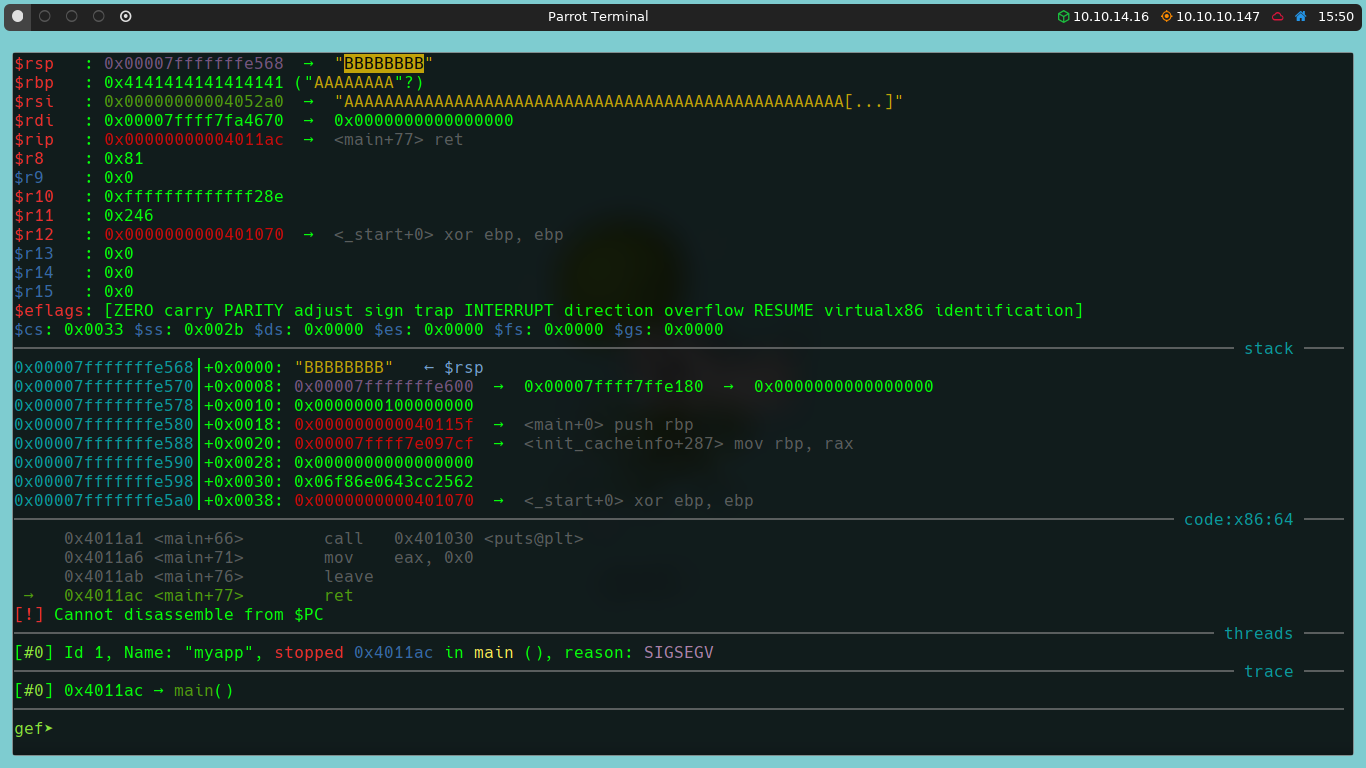 Parrot Terminal 10.10.14.16 10.10.10.147 15:50
$rsp   : 0x00007fffffffe568  →  "BBBBBBBB"
$rbp   : 0x4141414141414141 ("AAAAAAAA"?)
$rsi   : 0x00000000004052a0  →  "AAAAAAAAAAAAAAAAAAAAAAAAAAAAAAAAAAAAAAAAAAAAAAAAAA[...]"
$rdi   : 0x00007ffff7fa4670  →  0x0000000000000000
$rip   : 0x00000000004011ac  →  <main+77> ret
$r8    : 0x81
$r9    : 0x0
$r10   : 0xfffffffffffff28e
$r11   : 0x246
$r12   : 0x0000000000401070  →  <_start+0> xor ebp, ebp
$r13   : 0x0
$r14   : 0x0
$r15   : 0x0
$eflags: [ZERO carry PARITY adjust sign trap INTERRUPT direction overflow RESUME virtualx86 identification]
$cs: 0x0033 $ss: 0x002b $ds: 0x0000 $es: 0x0000 $fs: 0x0000 $gs: 0x0000
stack
0x00007fffffffe568│+0x0000: "BBBBBBBB"   ← $rsp
0x00007fffffffe570│+0x0008: 0x00007fffffffe600  →  0x00007ffff7ffe180  →  0x0000000000000000
0x00007fffffffe578│+0x0010: 0x0000000100000000
0x00007fffffffe580│+0x0018: 0x000000000040115f  →  <main+0> push rbp
0x00007fffffffe588│+0x0020: 0x00007ffff7e097cf  →  <init_cacheinfo+287> mov rbp, rax
0x00007fffffffe590│+0x0028: 0x0000000000000000
0x00007fffffffe598│+0x0030: 0x06f86e0643cc2562
0x00007fffffffe5a0│+0x0038: 0x0000000000401070  →  <_start+0> xor ebp, ebp
code:x86:64
0x4011a1 <main+66>        call   0x401030 <puts@plt>
0x4011a6 <main+71>        mov    eax, 0x0
0x4011ab <main+76>        leave
→   0x4011ac <main+77>        ret
[!] Cannot disassemble from $PC
threads
[#0] Id 1, Name: "myapp", stopped 0x4011ac in main (), reason: SIGSEGV
trace
[#0] 0x4011ac → main()
gef➤